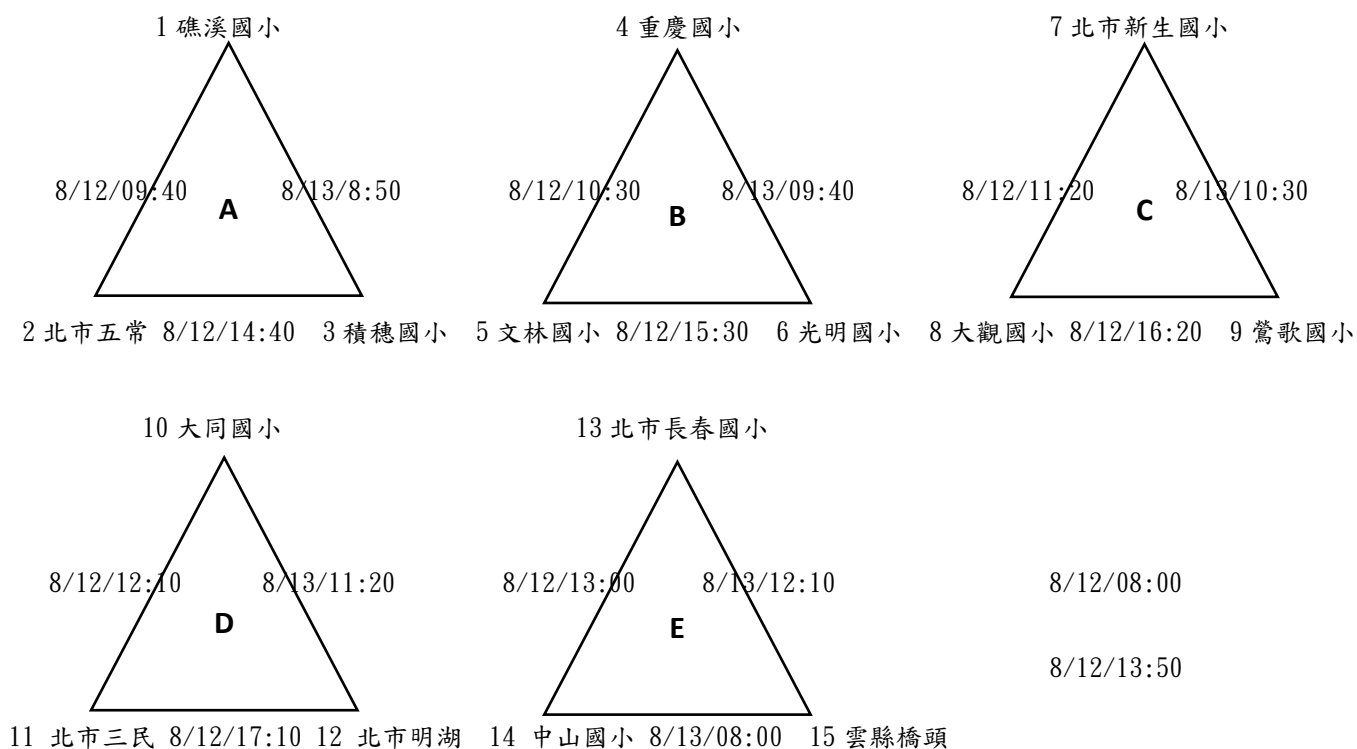 1 礁溪國小 4 重慶國小 7 北市新生國小
8/12/09:40 8/13/8:50 8/12/10:30 8/13/09:40 8/12/11:20 8/13/10:30
A B C
2 北市五常 8/12/14:40 3 積穗國小 5 文林國小 8/12/15:30 6 光明國小 8 大觀國小 8/12/16:20 9 鶯歌國小
10 大同國小 13 北市長春國小
8/12/12:10 8/13/11:20 8/12/13:00 8/13/12:10 8/12/08:00
D E
8/12/13:50
11 北市三民 8/12/17:10 12 北市明湖 14 中山國小 8/13/08:00 15 雲縣橋頭